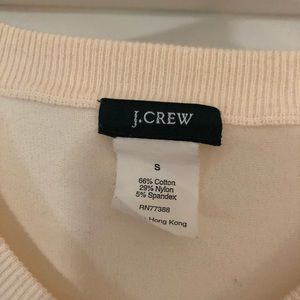 J.CREW
S
66% Cotton
29% Nylon
5% Spandex
RN77388
Hong Kong